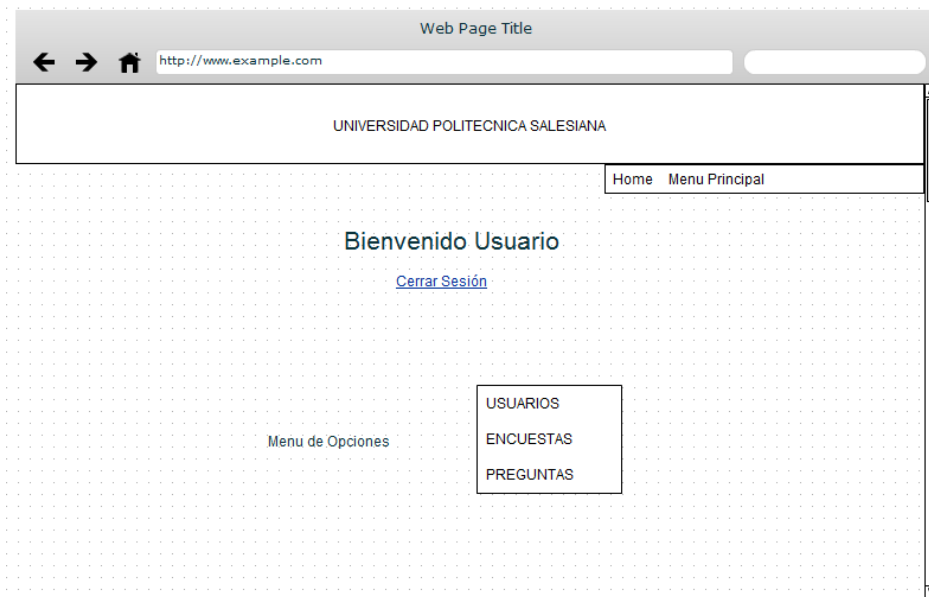 Web Page Title
http://www.example.com
UNIVERSIDAD POLITECNICA SALESIANA
Home Menu Principal
Bienvenido Usuario
Cerrar Sesión
Menu de Opciones
USUARIOS
ENCUESTAS
PREGUNTAS